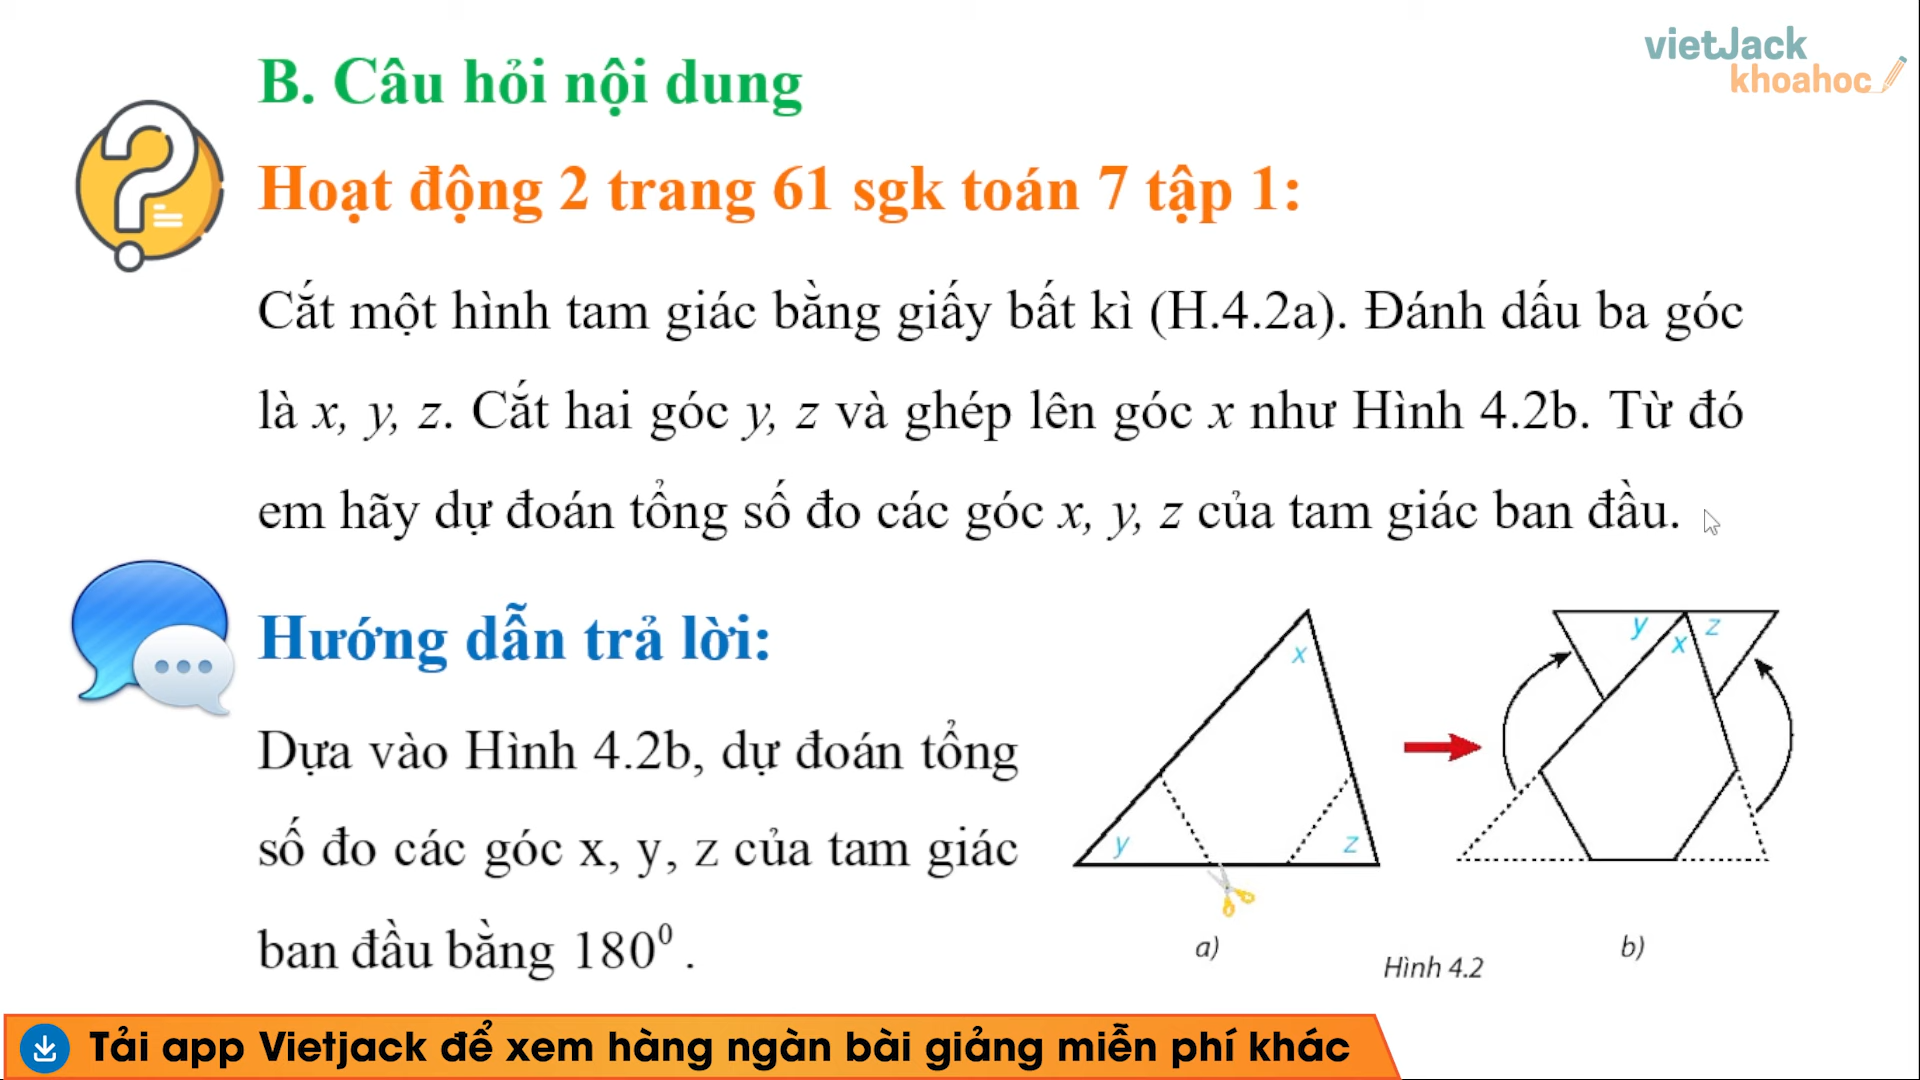 vietJack
khoahoc
B. Câu hỏi nội dung
Hoạt động 2 trang 61 sgk toán 7 tập 1:
Cắt một hình tam giác bằng giấy bất kì (H.4.2a). Đánh dấu ba góc
là x, y, z. Cắt hai góc y, z và ghép lên góc x như Hình 4.2b. Từ đó
em hãy dự đoán tổng số đo các góc x, y, z của tam giác ban đầu.
Hướng dẫn trả lời:
Dựa vào Hình 4.2b, dự đoán tổng
số đo các góc x, y, z của tam giác
ban đầu bằng 180⁰ .
x
y
z
a)
y
x
z
b)
Hình 4.2
Tải app Vietjack để xem hàng ngàn bài giảng miễn phí khác